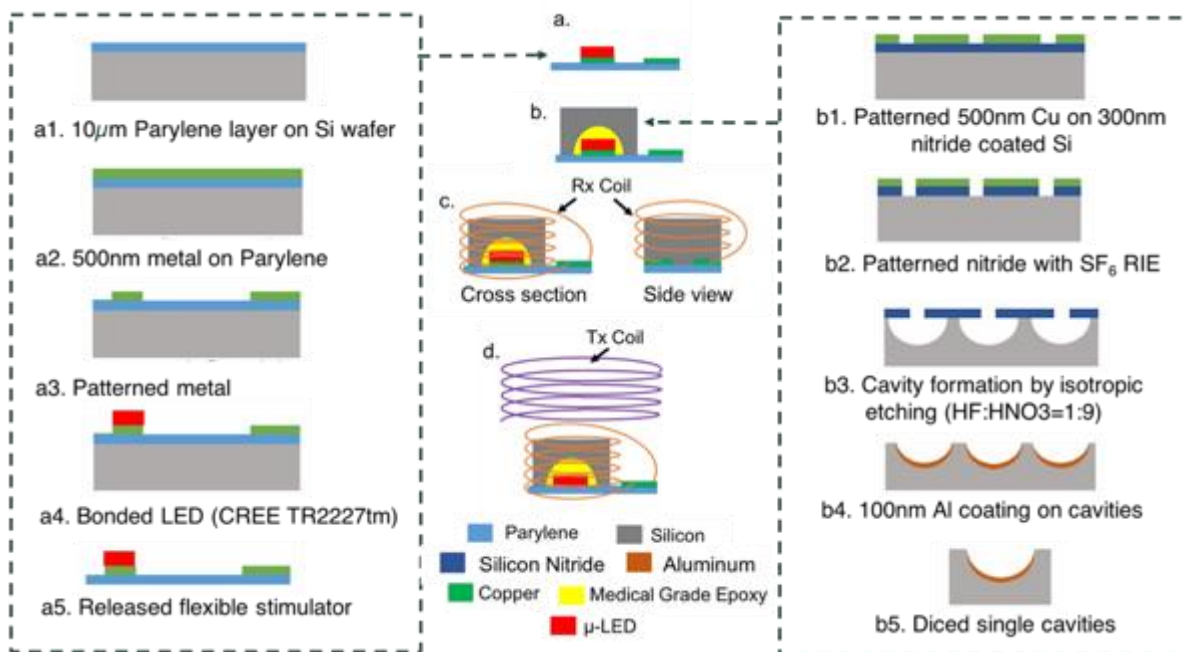 a1. 10µm Parylene layer on Si wafer
a2. 500nm metal on Parylene
a3. Patterned metal
a4. Bonded LED (CREE TR2227tm)
a5. Released flexible stimulator
a.
b.
Rx Coil
c.
Cross section
Side view
Tx Coil
d.
Parylene
Silicon
Silicon Nitride
Aluminum
Copper
Medical Grade Epoxy
µ-LED
b1. Patterned 500nm Cu on 300nm
nitride coated Si
b2. Patterned nitride with SF₆ RIE
b3. Cavity formation by isotropic
etching (HF:HNO3=1:9)
b4. 100nm Al coating on cavities
b5. Diced single cavities